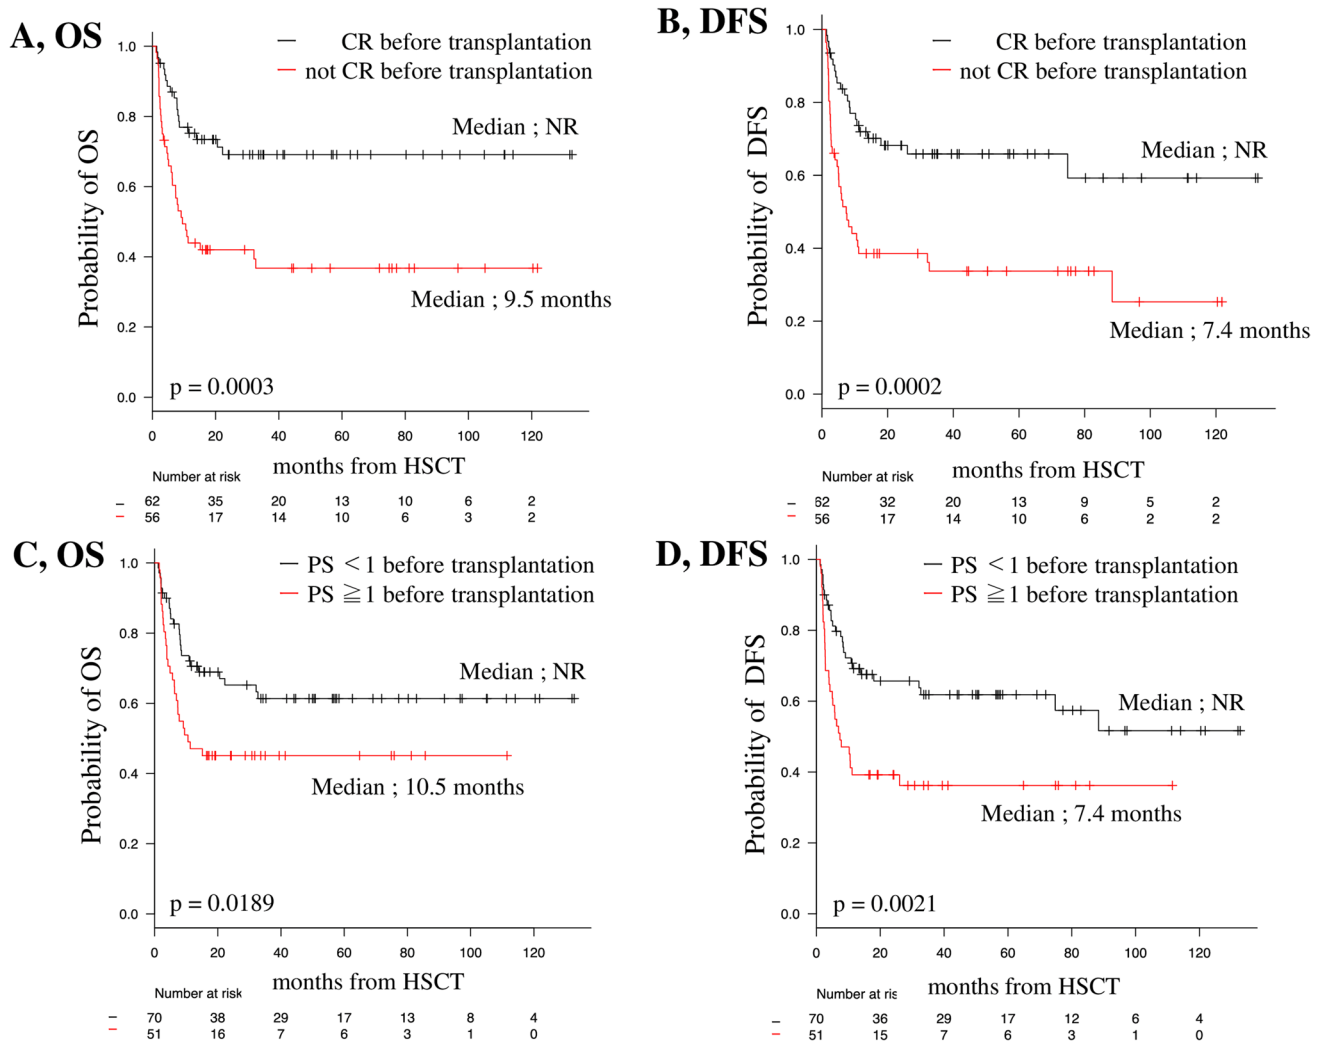 A, OS
CR before transplantation
not CR before transplantation
Probability of OS
1.0
0.8
0.6
0.4
0.2
0.0
Median ; NR
Median ; 9.5 months
p = 0.0003
0 20 40 60 80 100 120
Number at risk
months from HSCT
62 35 20 13 10 6 2
56 17 14 10 6 3 2
B, DFS
CR before transplantation
not CR before transplantation
Probability of DFS
1.0
0.8
0.6
0.4
0.2
0.0
Median ; NR
Median ; 7.4 months
p = 0.0002
0 20 40 60 80 100 120
Number at risk
months from HSCT
62 32 20 13 9 5 2
56 17 14 10 6 2 2
C, OS
PS <1 before transplantation
PS ≧1 before transplantation
Probability of OS
1.0
0.8
0.6
0.4
0.2
0.0
Median ; NR
Median ; 10.5 months
p = 0.0189
0 20 40 60 80 100 120
Number at risk
months from HSCT
70 38 29 17 13 8 4
51 16 7 6 3 1 0
D, DFS
PS <1 before transplantation
PS ≧1 before transplantation
Probability of DFS
1.0
0.8
0.6
0.4
0.2
0.0
Median ; NR
Median ; 7.4 months
p = 0.0021
0 20 40 60 80 100 120
Number at ris
months from HSCT
70 36 29 17 12 6 4
51 15 7 6 3 1 0